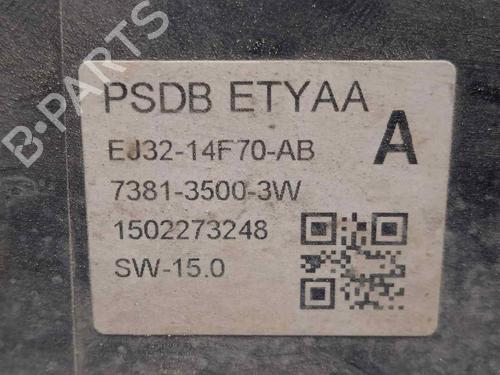 PSDB ETYAA
A
EJ32-14F70-AB
7381-3500-3W
1502273248
SW-15.0
B-PARTS